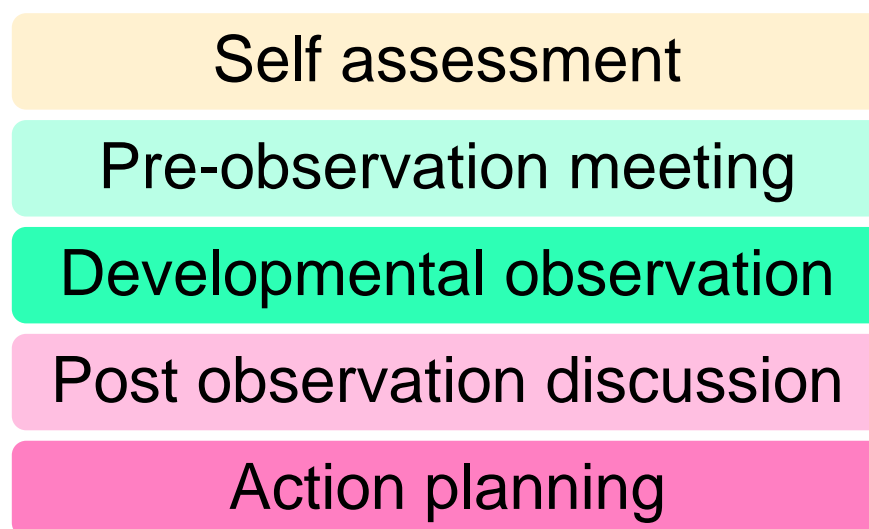 Self assessment
Pre-observation meeting
Developmental observation
Post observation discussion
Action planning